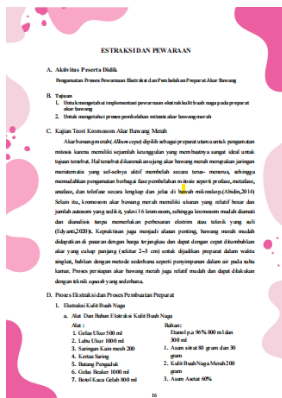 ESTRAKSI DAN PEWARAAN
A. Aktivitas Peserta Didik
Pengamatan Proses Pewarnaan Ekstraksi dan Pembelahan Preparat Akar Bawang
B. Tujuan
1. Untuk mengetahui implementasi pewarnaan ekstrak kulit buah naga pada preparat
akar bawang
2. Untuk mengetahui proses pembelahan mitosis akar bawang merah
C. Kajian Teori Kromosom Akar Bawang Merah
Akar bawang merah (Allium cepa) dipilih sebagai preparat utama untuk pengamatan
mitosis karena memiliki sejumlah keunggulan yang membuatnya sangat ideal untuk
tujuan tersebut. Hal tersebut dikarenakan ujung akar bawang merah merupakan jaringan
meristematis yang sel-selnya aktif membelah secara terus- menerus, sehingga
memudahkan pengamatan berbagai fase pembelahan mitosis seperti profase, metafase,
anafase, dan telofase secara lengkap dan jelas di bawah mikroskop.
Selain itu, kromosom akar bawang merah memiliki ukuran yang relatif besar dan
jumlah autosom yang sedikit, yakni 16 kromosom, sehingga kromosom mudah diamati
dan dianalisis tanpa memerlukan perbesaran ekstrem atau teknik yang sulit
Kepraktisan juga menjadi alasan penting, bawang merah mudah
didapatkan di pasaran dengan harga terjangkau dan dapat dengan cepat ditumbuhkan
akar yang cukup panjang (sekitar 2–3 cm) untuk dijadikan preparat dalam waktu
singkat, bahkan dengan metode sederhana seperti penyimpanan dalam air pada suhu
kamar. Proses persiapan akar bawang merah juga relatif mudah dan dapat dilakukan
dengan teknik squash yang sederhana.
D. Proses Ekstraksi dan Proses Pembuatan Preparat
1. Ekstraksi Kulit Buah Naga
a. Alat Dan Bahan Ekstraksi Kulit Buah Naga
Alat :
1. Gelas Ukur 500 ml
2. Labu Ukur 1000 ml
3. Saringan Kain mesh 200
4. Kertas Saring
5. Batang Pengaduk
6. Gelas Beaker 1000 ml
7. Botol Kaca Gelab 800 ml
Bahan :
96% 800 ml dan
300 ml
1. Asam sitrat 80 gram dan 30
gram
2. Kulit Buah Naga Merah 200
gram
3. Asam Asetat 60%
16